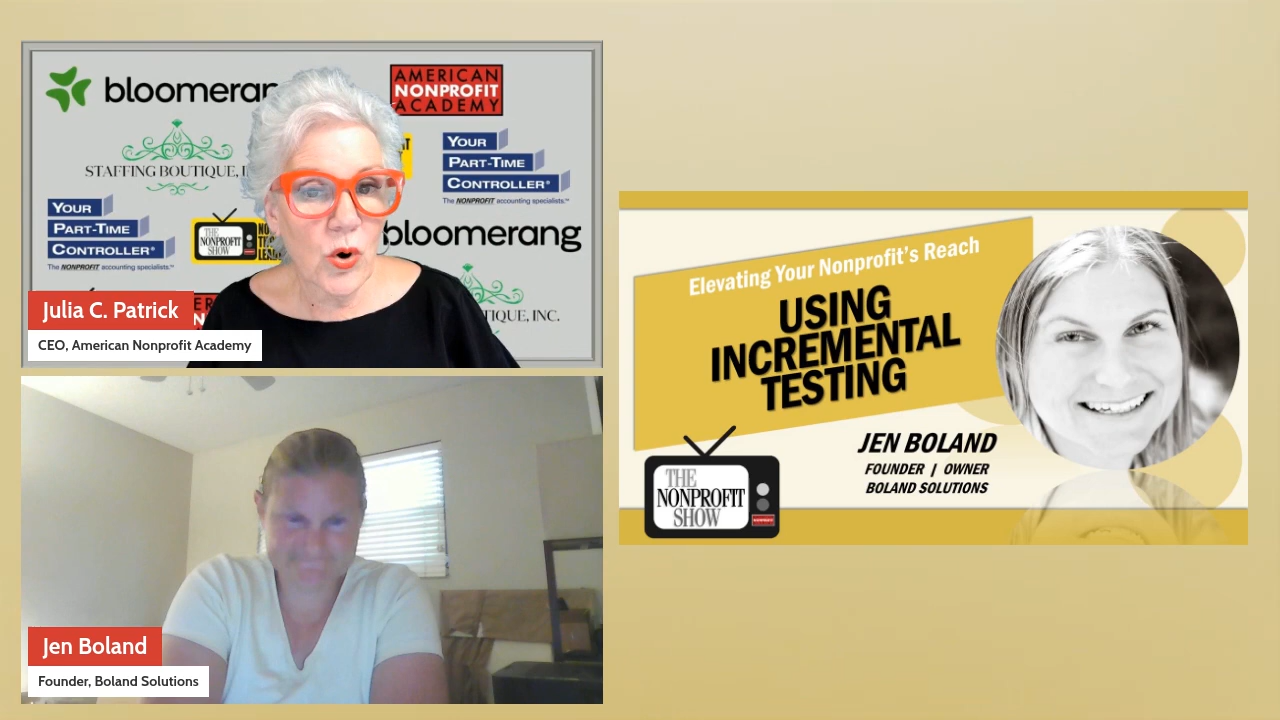 bloomerang
AMERICAN
NONPROFIT
ACADEMY
STAFFING BOUTIQUE, I
YOUR
PART-TIME
CONTROLLER®
The NONPROFIT accounting specialists.™
YOUR
PART-TIME
CONTROLLER®
The NONPROFIT accounting specialists.™
THE
NONPROFIT
SHOW
bloomerang
TIQUE, INC.
Julia C. Patrick
CEO, American Nonprofit Academy
Jen Boland
Founder, Boland Solutions
Elevating Your Nonprofit's Reach
USING
INCREMENTAL
TESTING
JEN BOLAND
FOUNDER | OWNER
BOLAND SOLUTIONS
THE
NONPROFIT
SHOW